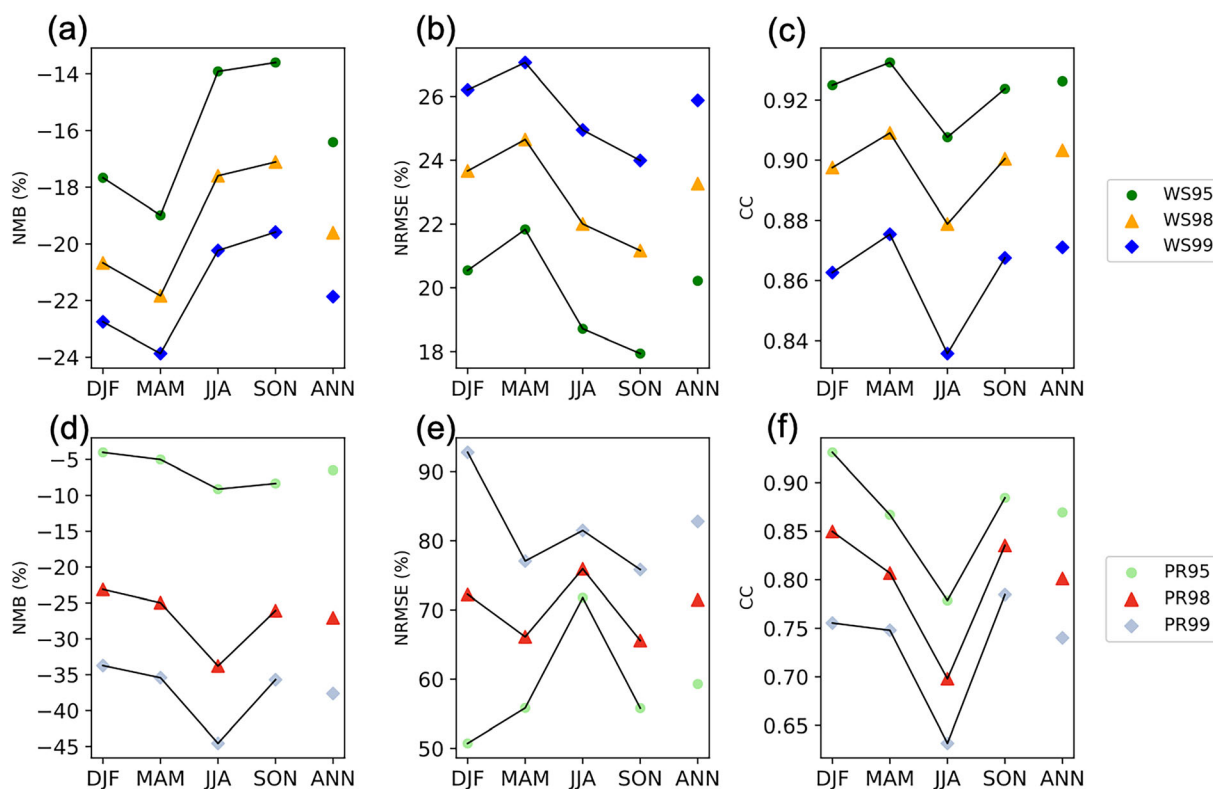 (a)
(b)
(c)
−14
−16
−18
−20
−22
−24
NMB (%)
DJF MAM JJA SON ANN
26
24
22
20
18
NRMSE (%)
DJF MAM JJA SON ANN
0.92
0.90
0.88
0.86
0.84
CC
DJF MAM JJA SON ANN
WS95
WS98
WS99
(d)
(e)
(f)
−5
−10
−15
−20
−25
−30
−35
−40
−45
NMB (%)
DJF MAM JJA SON ANN
90
80
70
60
50
NRMSE (%)
DJF MAM JJA SON ANN
0.90
0.85
0.80
0.75
0.70
0.65
CC
DJF MAM JJA SON ANN
PR95
PR98
PR99